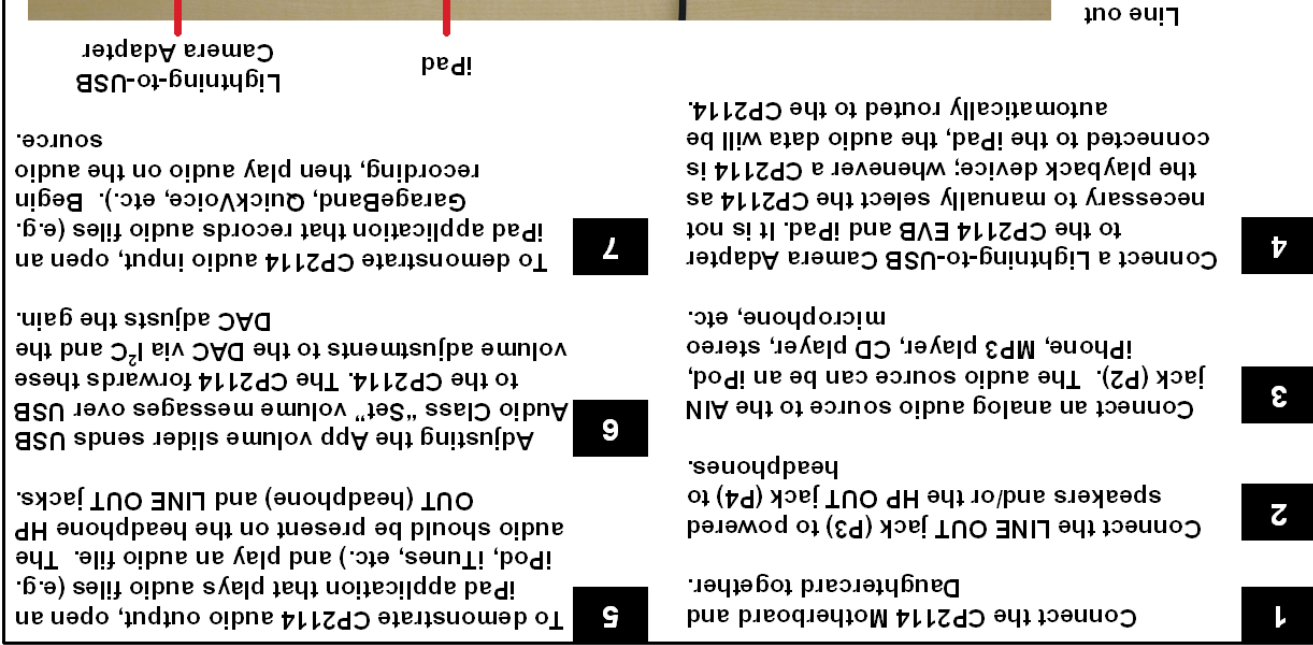 1
Connect the CP2114 Motherboard and
Daughtercard together.
2
Connect the LINE OUT jack (P3) to powered
speakers and/or the HP OUT jack (P4) to
headphones.
3
Connect an analog audio source to the AIN
jack (P2). The audio source can be an iPod,
iPhone, MP3 player, CD player, stereo
microphone, etc.
4
Connect a Lightning-to-USB Camera Adapter
to the CP2114 EVB and iPad. It is not
necessary to manually select the CP2114 as
the playback device; whenever a CP2114 is
connected to the iPad, the audio data will be
automatically routed to the CP2114.
5
To demonstrate CP2114 audio output, open an
iPad application that plays audio files (e.g.
iPod, iTunes, etc.) and play an audio file. The
audio should be present on the headphone HP
OUT (headphone) and LINE OUT jacks.
6
Adjusting the App volume slider sends USB
Audio Class "Set" volume messages over USB
to the CP2114. The CP2114 forwards these
volume adjustments to the DAC via I²C and the
DAC adjusts the gain.
7
To demonstrate CP2114 audio input, open an
iPad application that records audio files (e.g.
GarageBand, QuickVoice, etc.). Begin
recording, then play audio on the audio
source.
Line out
iPad
Lightning-to-USB
Camera Adapter